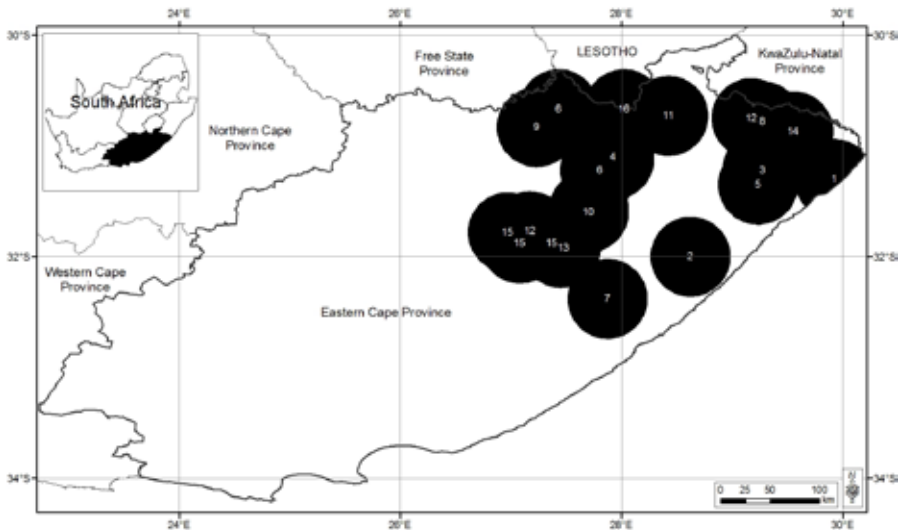 24°E 26°E 28°E 30°E
30°S 30°S
Free State
Province
LESOTHO
KwaZulu-Natal
Province
South Africa
Northern Cape
Province
6 16 11 12 8 14
9
4
6 3 1
5
10
15 12
15 15 13
32°S 2 32°S
Western Cape
Province
7
Eastern Cape Province
34°S 34°S
0 25 50 100
km
24°E 26°E 28°E 30°E